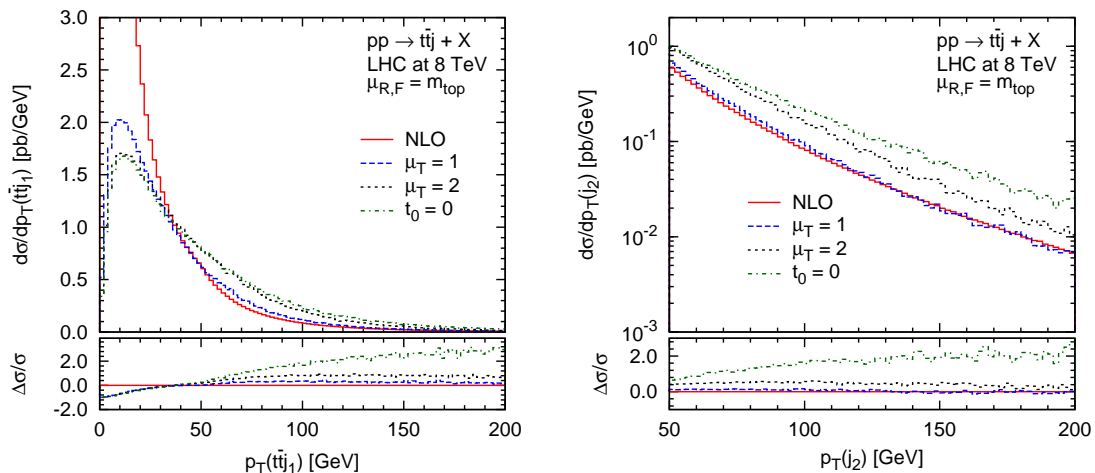 dσ/dp_T(tt̄j_1) [pb/GeV]
3.0
2.5
2.0
1.5
1.0
0.5
0.0
pp → tt̄j + X
LHC at 8 TeV
μ_R,F = m_top
NLO
μ_T = 1
μ_T = 2
t_0 = 0
Δσ/σ
2.0
0.0
-2.0
0 50 100 150 200
p_T(tt̄j_1) [GeV]
dσ/dp_T(j_2) [pb/GeV]
10^0
10^-1
10^-2
10^-3
pp → tt̄j + X
LHC at 8 TeV
μ_R,F = m_top
NLO
μ_T = 1
μ_T = 2
t_0 = 0
Δσ/σ
2.0
0.0
50 100 150 200
p_T(j_2) [GeV]